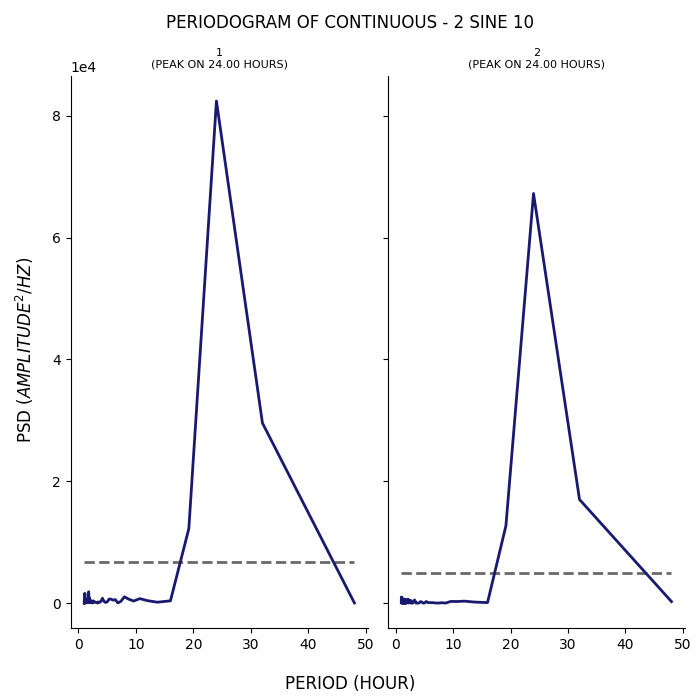 PERIODOGRAM OF CONTINUOUS - 2 SINE 10
1
(PEAK ON 24.00 HOURS)
2
(PEAK ON 24.00 HOURS)
1e4
8
6
4
2
0
PSD (AMPLITUDE²/HZ)
0 10 20 30 40 50
0 10 20 30 40 50
PERIOD (HOUR)